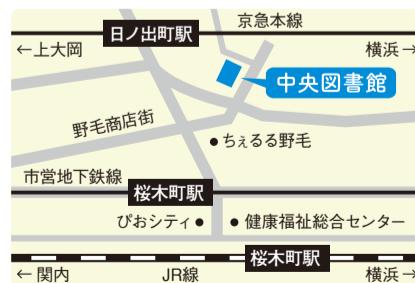 京急本線
日ノ出町駅
←上大岡
横浜→
中央図書館
野毛商店街
●ちぇるる野毛
市営地下鉄線
桜木町駅
ぴおシティ●
●健康福祉総合センター
桜木町駅
←関内
JR線
横浜→